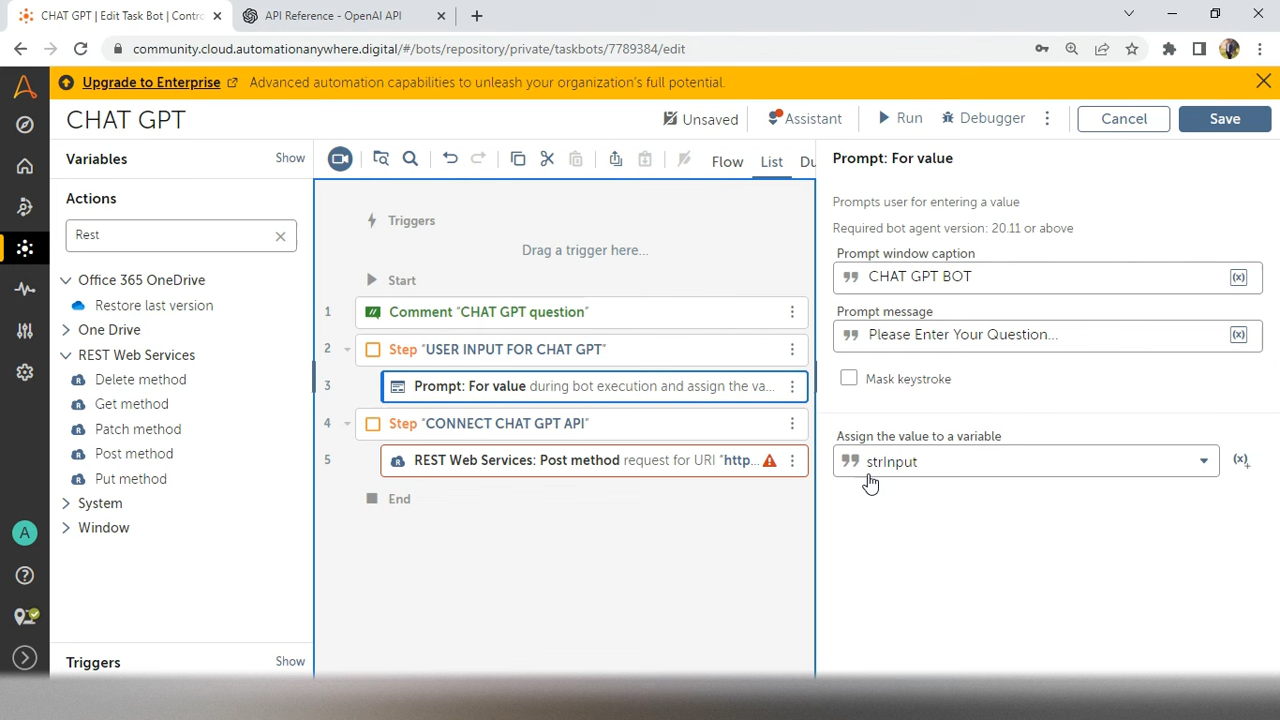 CHAT GPT | Edit Task Bot | Contro
API Reference - OpenAI API
community.cloud.automationanywhere.digital/#/bots/repository/private/taskbots/7789384/edit
Upgrade to Enterprise Advanced automation capabilities to unleash your organization's full potential.
CHAT GPT
Unsaved
Assistant
Run
Debugger
Cancel
Save
Variables
Show
Actions
Rest
Office 365 OneDrive
Restore last version
One Drive
REST Web Services
Delete method
Get method
Patch method
Post method
Put method
System
Window
Triggers
Show
A
Flow
List
Du
Triggers
Drag a trigger here...
Start
1 Comment "CHAT GPT question"
2 Step "USER INPUT FOR CHAT GPT"
3 Prompt: For value during bot execution and assign the va...
4 Step "CONNECT CHAT GPT API"
5 REST Web Services: Post method request for URI "http...
End
Prompt: For value
Prompts user for entering a value
Required bot agent version: 20.11 or above
Prompt window caption
CHAT GPT BOT
(x)
Prompt message
Please Enter Your Question...
(x)
Mask keystroke
Assign the value to a variable
strInput
(x)+